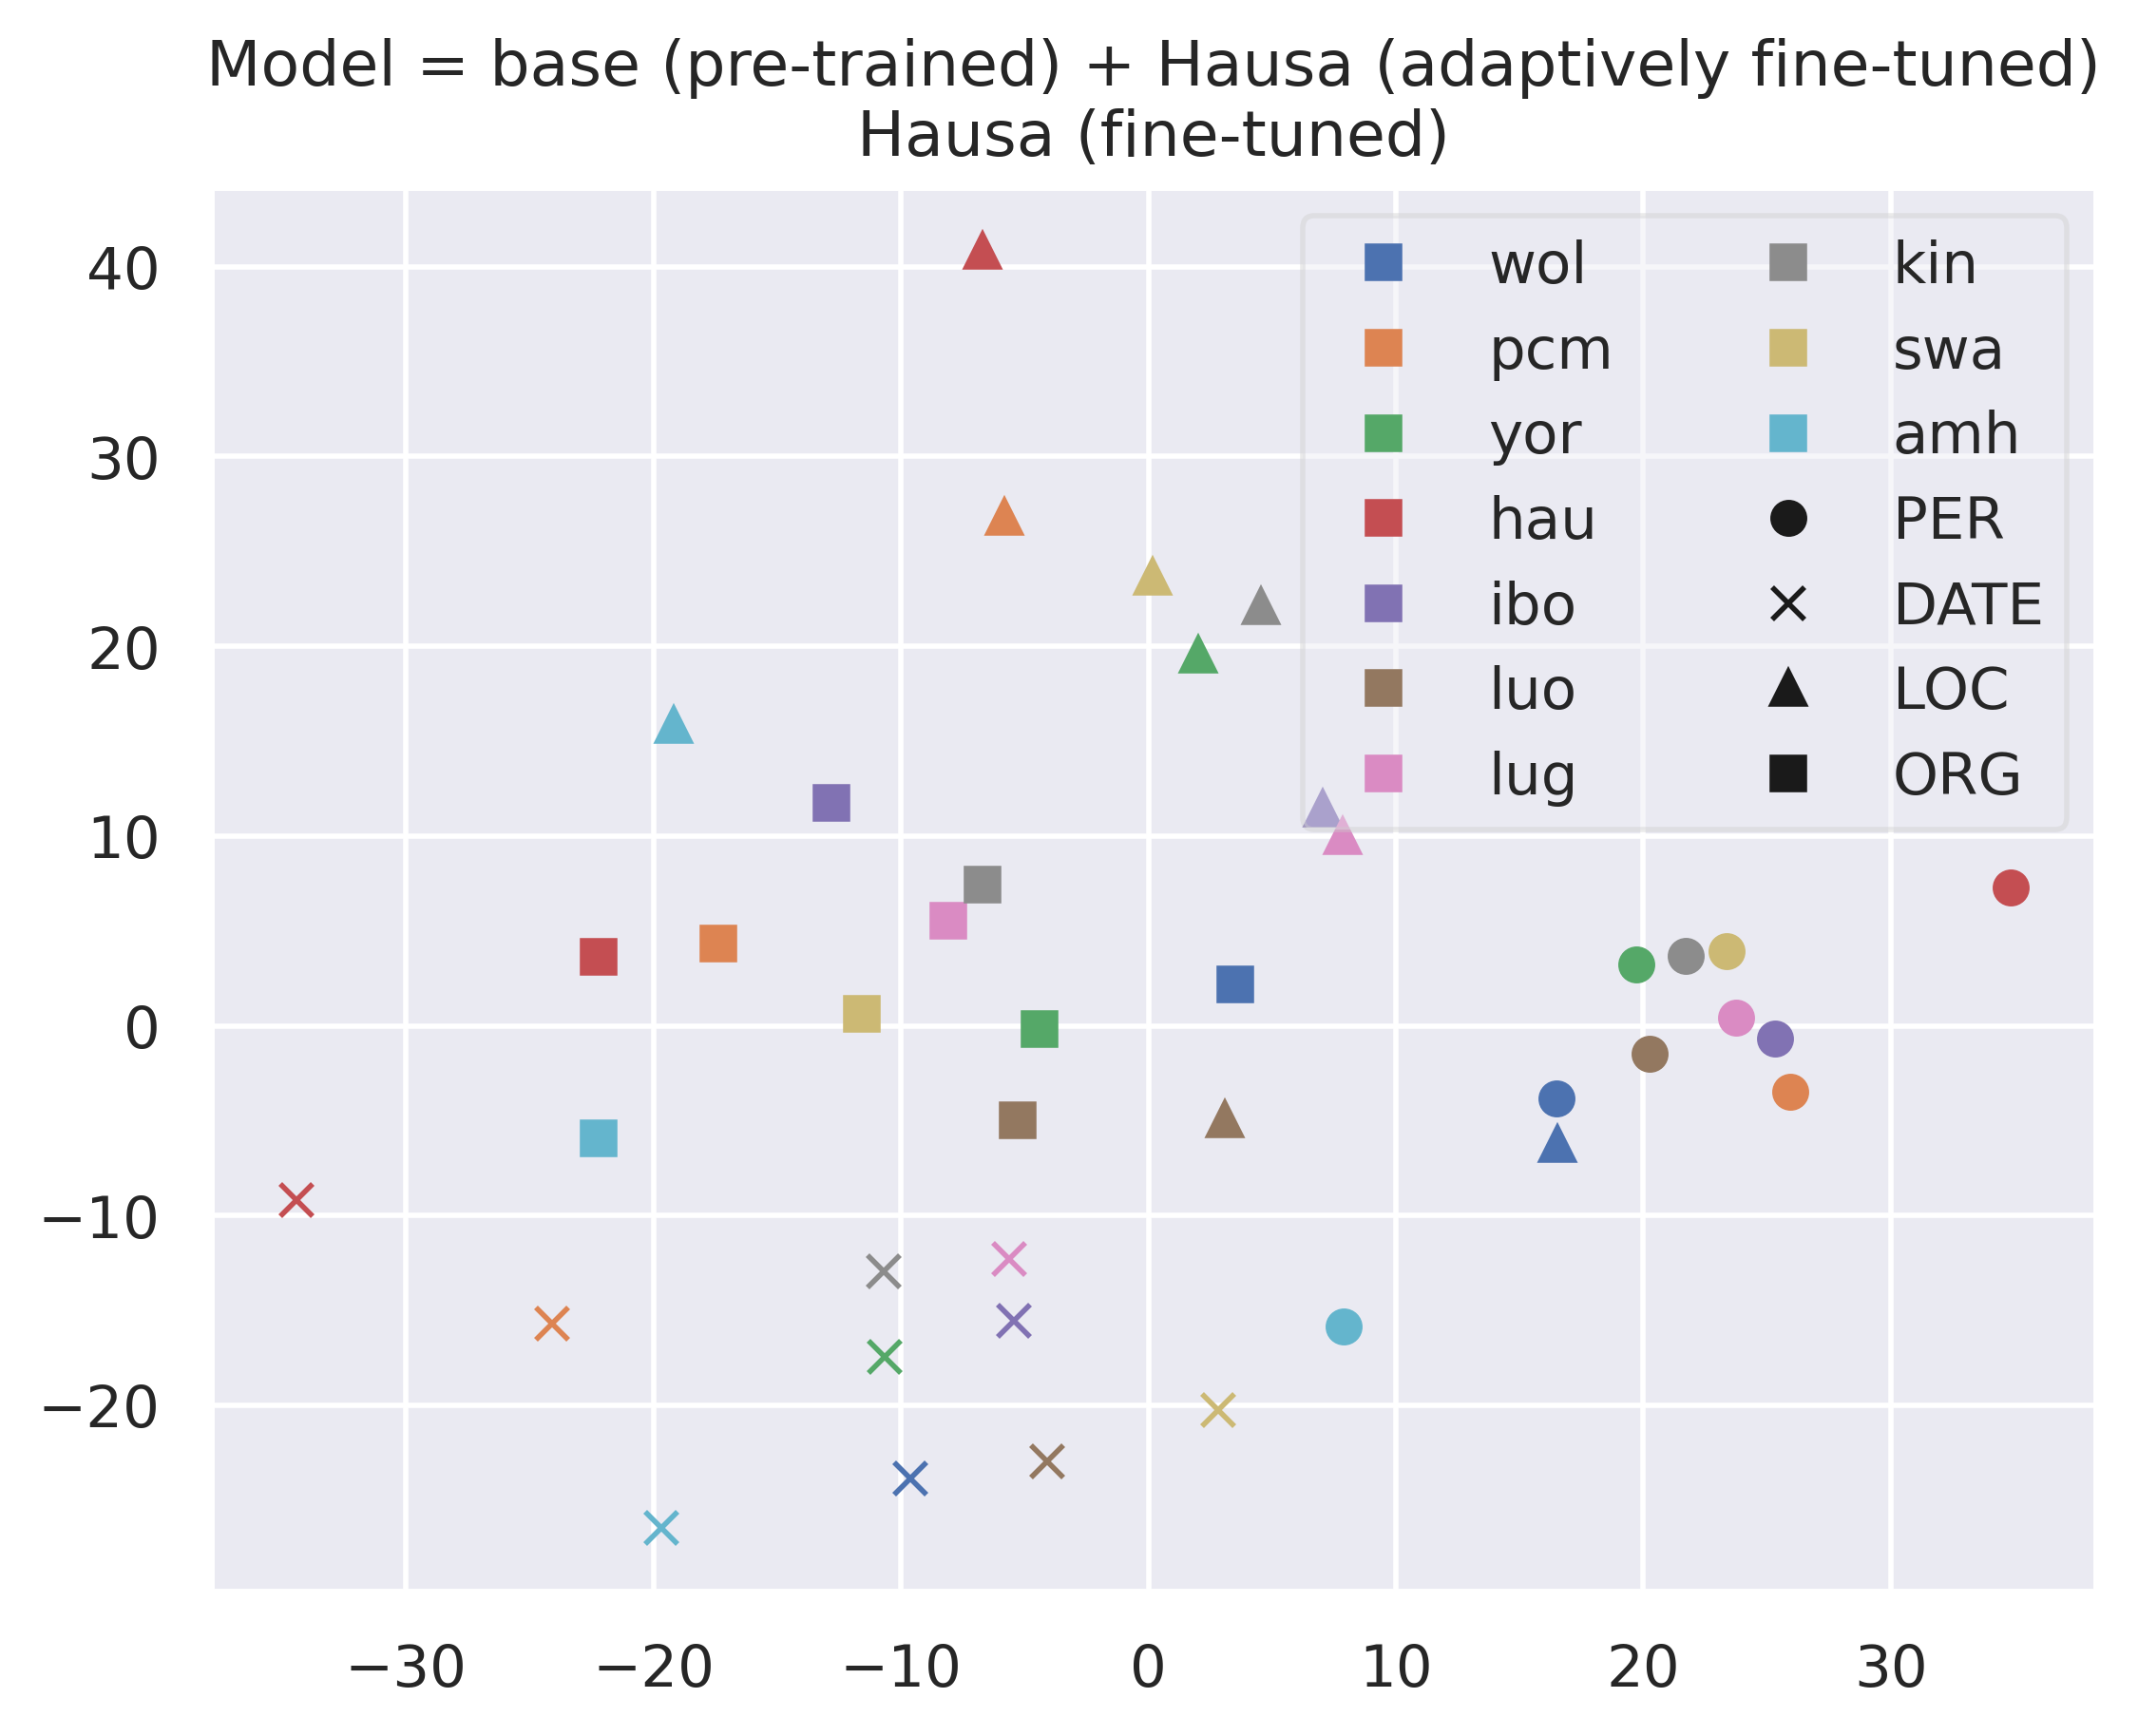 Model = base (pre-trained) + Hausa (adaptively fine-tuned)
Hausa (fine-tuned)
40
30
20
10
0
−10
−20
−30
−20
−10
0
10
20
30
wol
pcm
yor
hau
ibo
luo
lug
kin
swa
amh
PER
DATE
LOC
ORG